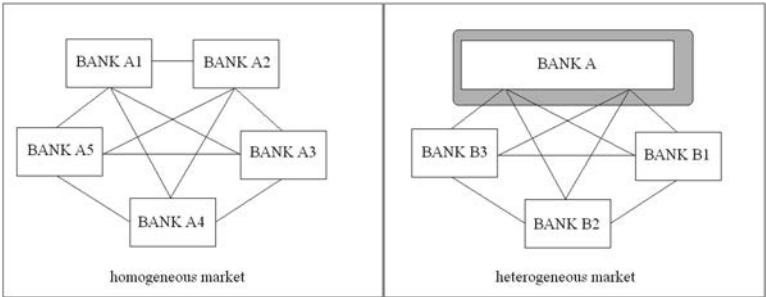 BANK A1
BANK A2
BANK A5
BANK A3
BANK A4
homogeneous market
BANK A
BANK B3
BANK B1
BANK B2
heterogeneous market